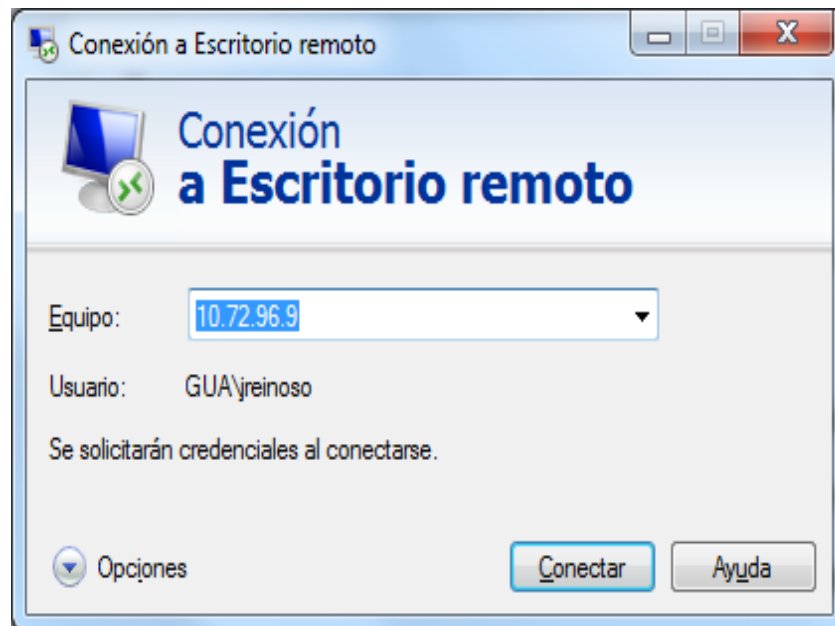 Conexión a Escritorio remoto
Conexión
a Escritorio remoto
Equipo: 10.72.96.9
Usuario: GUA\jreinoso
Se solicitarán credenciales al conectarse.
Opciones Conectar Ayuda